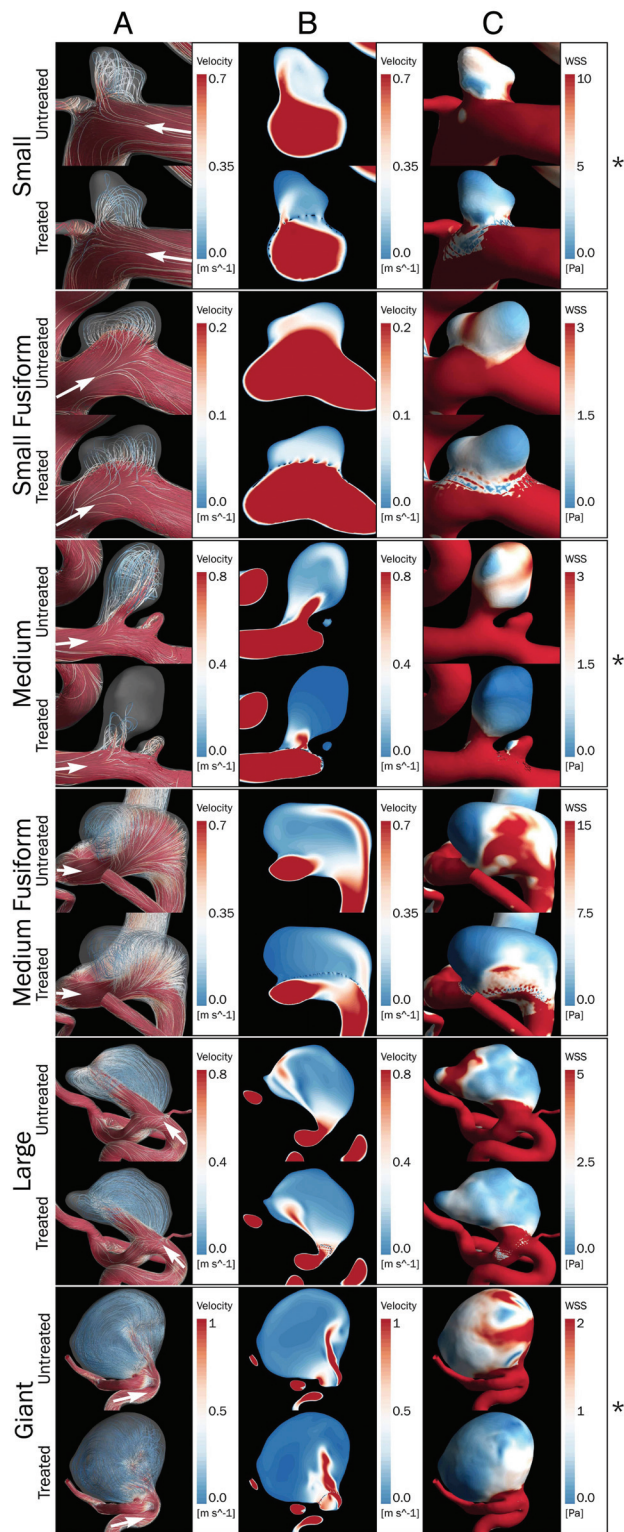 A B C
Small
Untreated
Velocity
0.7
0.35
0.0
[m s^-1]
Velocity
0.7
0.35
0.0
[m s^-1]
WSS
10
5
0.0
[Pa]
Treated
*
Small Fusiform
Untreated
Velocity
0.2
0.1
0.0
[m s^-1]
Velocity
0.2
0.1
0.0
[m s^-1]
WSS
3
1.5
0.0
[Pa]
Treated
Medium
Untreated
Velocity
0.8
0.4
0.0
[m s^-1]
Velocity
0.8
0.4
0.0
[m s^-1]
WSS
3
1.5
0.0
[Pa]
Treated
*
Medium Fusiform
Untreated
Velocity
0.7
0.35
0.0
[m s^-1]
Velocity
0.7
0.35
0.0
[m s^-1]
WSS
15
7.5
0.0
[Pa]
Treated
Large
Untreated
Velocity
0.8
0.4
0.0
[m s^-1]
Velocity
0.8
0.4
0.0
[m s^-1]
WSS
5
2.5
0.0
[Pa]
Treated
Giant
Untreated
Velocity
1
0.5
0.0
[m s^-1]
Velocity
1
0.5
0.0
[m s^-1]
WSS
2
1
0.0
[Pa]
Treated
*